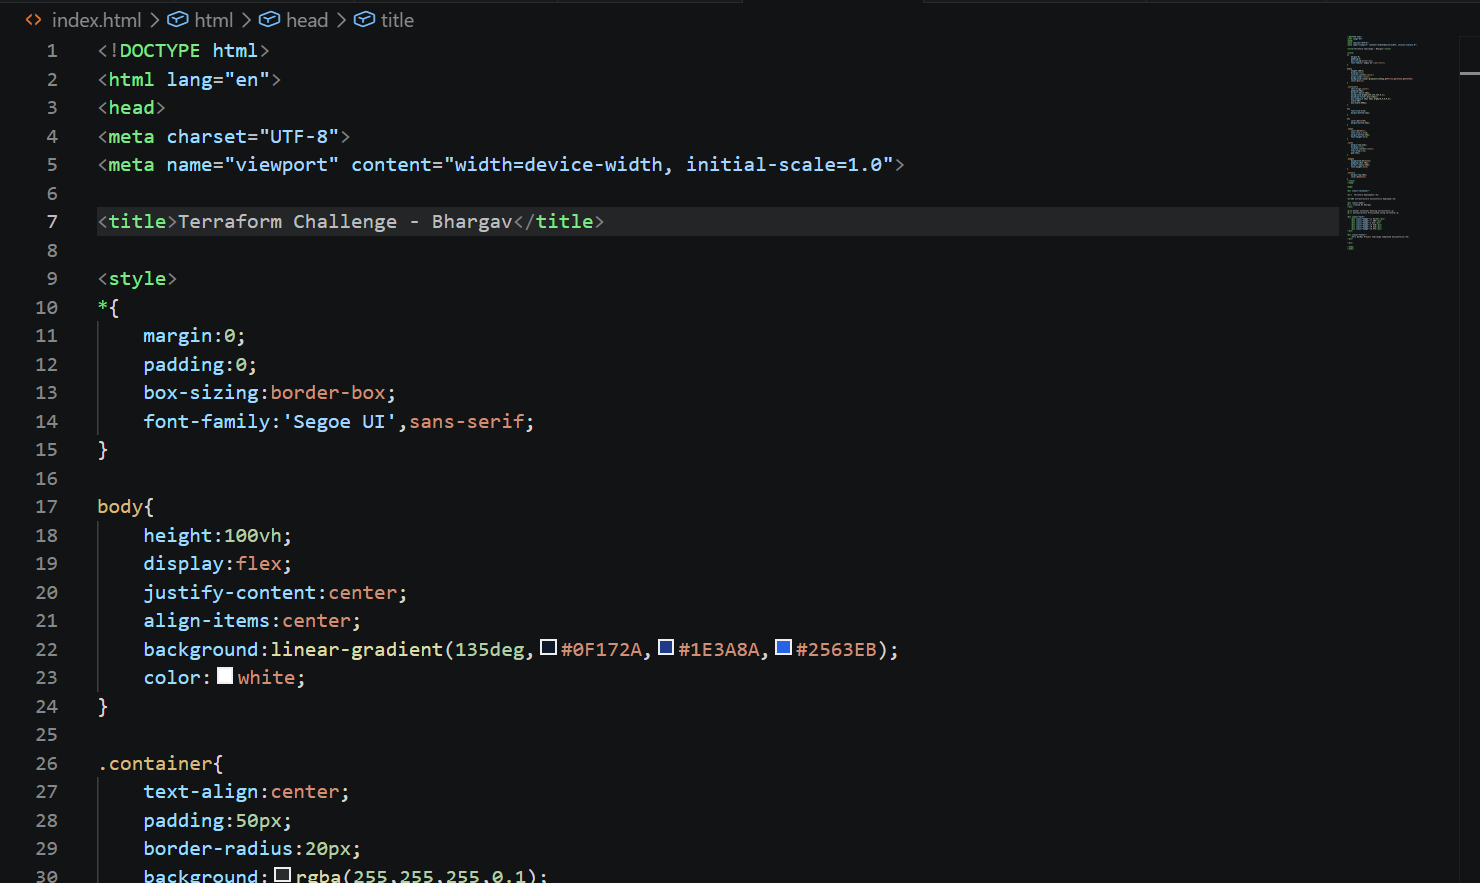 index.html > html > head > title
1 <!DOCTYPE html>
2 <html lang="en">
3 <head>
4 <meta charset="UTF-8">
5 <meta name="viewport" content="width=device-width, initial-scale=1.0">
6
7 <title>Terraform Challenge - Bhargav</title>
8
9 <style>
10 *{
11     margin:0;
12     padding:0;
13     box-sizing:border-box;
14     font-family:'Segoe UI',sans-serif;
15 }
16
17 body{
18     height:100vh;
19     display:flex;
20     justify-content:center;
21     align-items:center;
22     background:linear-gradient(135deg,#0F172A,#1E3A8A,#2563EB);
23     color:white;
24 }
25
26 .container{
27     text-align:center;
28     padding:50px;
29     border-radius:20px;
30     background:rgba(255,255,255,0.1);